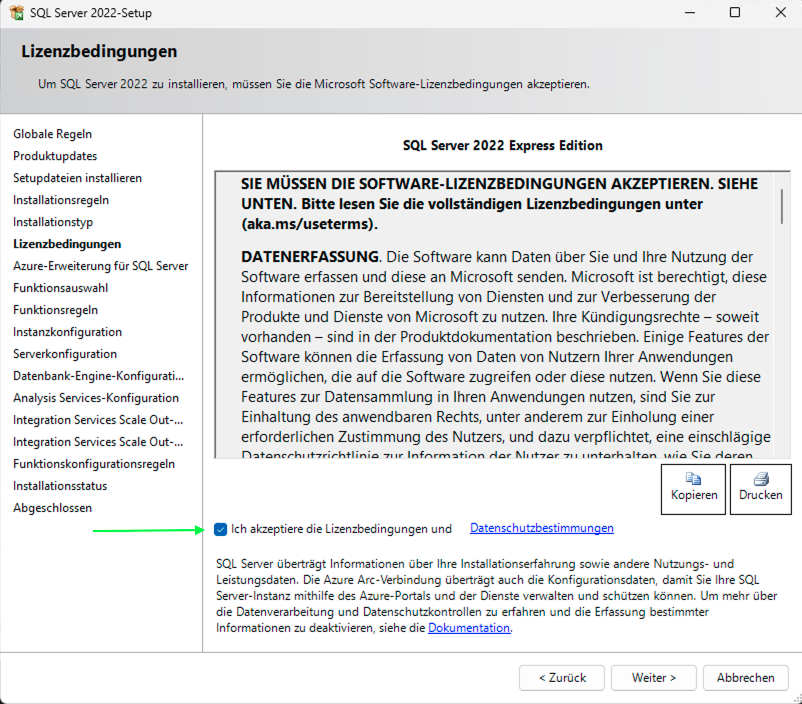 SQL Server 2022-Setup
Lizenzbedingungen
Um SQL Server 2022 zu installieren, müssen Sie die Microsoft Software-Lizenzbedingungen akzeptieren.
Globale Regeln
Produktupdates
Setupdateien installieren
Installationsregeln
Installationstyp
Lizenzbedingungen
Azure-Erweiterung für SQL Server
Funktionsauswahl
Funktionsregeln
Instanzkonfiguration
Serverkonfiguration
Datenbank-Engine-Konfigurati...
Analysis Services-Konfiguration
Integration Services Scale Out-...
Integration Services Scale Out-...
Funktionskonfigurationsregeln
Installationsstatus
Abgeschlossen
SQL Server 2022 Express Edition
SIE MÜSSEN DIE SOFTWARE-LIZENZBEDINGUNGEN AKZEPTIEREN. SIEHE
UNTEN. Bitte lesen Sie die vollständigen Lizenzbedingungen unter
(aka.ms/useterms).
DATENERFASSUNG. Die Software kann Daten über Sie und Ihre Nutzung der
Software erfassen und diese an Microsoft senden. Microsoft ist berechtigt, diese
Informationen zur Bereitstellung von Diensten und zur Verbesserung der
Produkte und Dienste von Microsoft zu nutzen. Ihre Kündigungsrechte – soweit
vorhanden – sind in der Produktdokumentation beschrieben. Einige Features der
Software können die Erfassung von Daten von Nutzern Ihrer Anwendungen
ermöglichen, die auf die Software zugreifen oder diese nutzen. Wenn Sie diese
Features zur Datensammlung in Ihren Anwendungen nutzen, sind Sie zur
Einhaltung des anwendbaren Rechts, unter anderem zur Einholung einer
erforderlichen Zustimmung des Nutzers, und dazu verpflichtet, eine einschlägige
Datenschutzrichtlinie zur Information der Nutzer zu unterhalten, wie Sie deren
Kopieren
Drucken
Ich akzeptiere die Lizenzbedingungen und Datenschutzbestimmungen
SQL Server überträgt Informationen über Ihre Installationserfahrung sowie andere Nutzungs- und
Leistungsdaten. Die Azure Arc-Verbindung überträgt auch die Konfigurationsdaten, damit Sie Ihre SQL
Server-Instanz mithilfe des Azure-Portals und der Dienste verwalten und schützen können. Um mehr über
die Datenverarbeitung und Datenschutzkontrollen zu erfahren und die Erfassung bestimmter
Informationen zu deaktivieren, siehe die Dokumentation.
< Zurück
Weiter >
Abbrechen